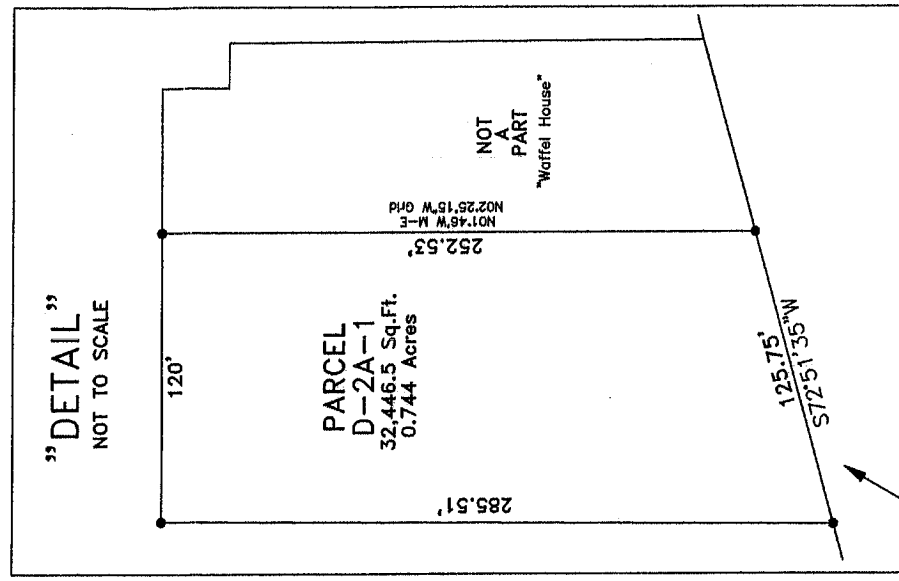 "DETAIL"
NOT TO SCALE
120'
PARCEL
D-2A-1
32,446.5 Sq.Ft.
0.744 Acres
285.51'
252.53'
N01°46'W M-E
N02°25'15"W Grid
NOT
A
PART
"Waffel House"
125.75'
S72°51'35"W